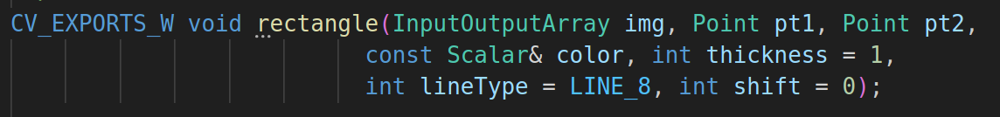 CV_EXPORTS_W void rectangle(InputOutputArray img, Point pt1, Point pt2,
const Scalar& color, int thickness = 1,
int lineType = LINE_8, int shift = 0);